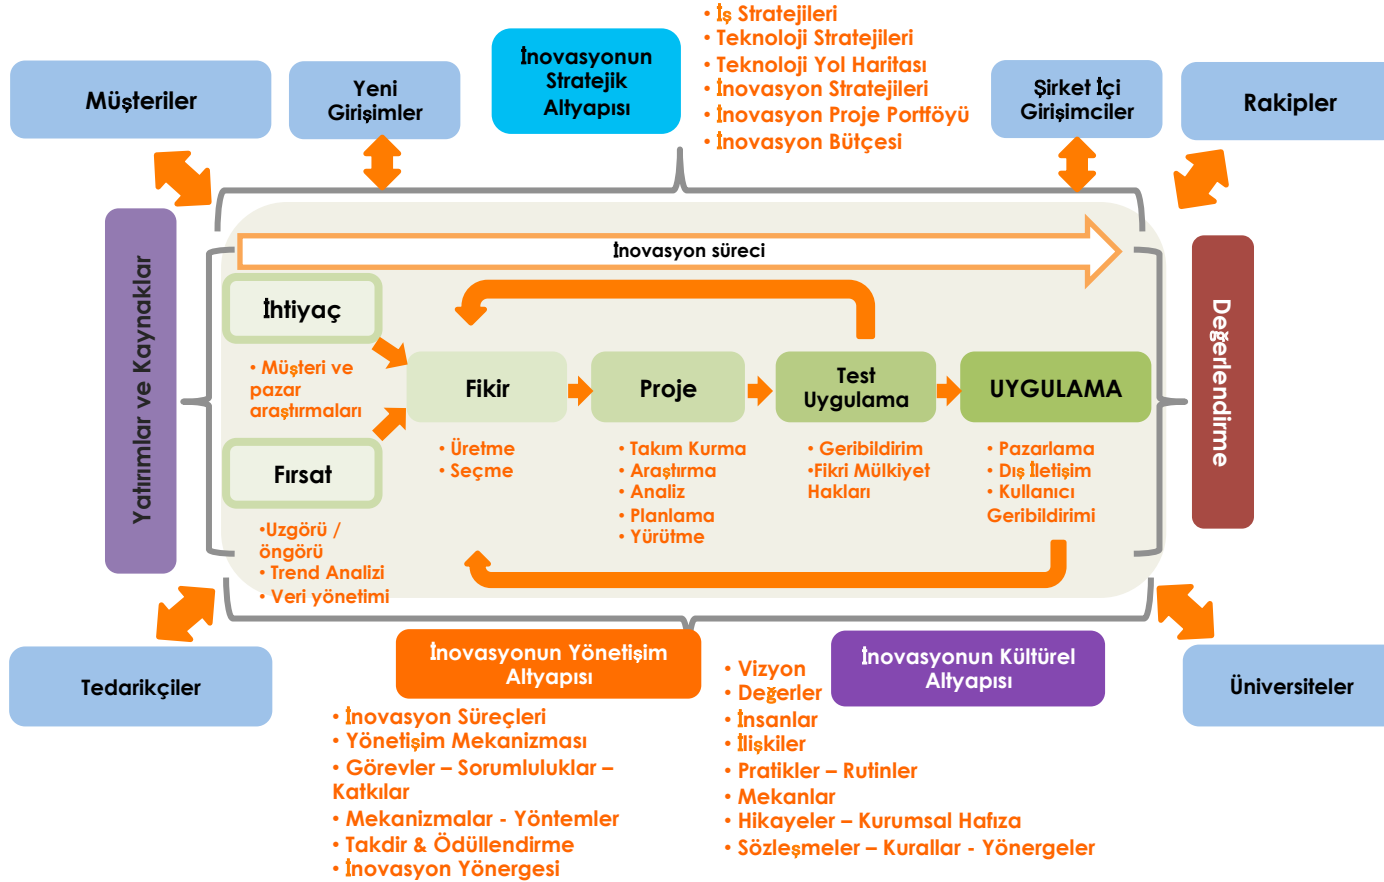 • İş Stratejileri
• Teknoloji Stratejileri
• Teknoloji Yol Haritası
• İnovasyon Stratejileri
• İnovasyon Proje Portföyü
• İnovasyon Bütçesi
İnovasyonun
Stratejik
Altyapısı
Müşteriler
Yeni
Girişimler
Şirket İçi
Girişimciler
Rakipler
Yatırımlar ve Kaynaklar
İnovasyon süreci
Değerlendirme
İhtiyaç
• Müşteri ve
pazar
araştırmaları
Fırsat
•Uzgörü /
öngörü
• Trend Analizi
• Veri yönetimi
Fikir
• Üretme
• Seçme
Proje
• Takım Kurma
• Araştırma
• Analiz
• Planlama
• Yürütme
Test
Uygulama
• Geribildirim
•Fikri Mülkiyet
Hakları
UYGULAMA
• Pazarlama
• Dış İletişim
• Kullanıcı
Geribildirimi
Tedarikçiler
İnovasyonun Yönetişim
Altyapısı
• İnovasyon Süreçleri
• Yönetişim Mekanizması
• Görevler – Sorumluluklar –
Katkılar
• Mekanizmalar - Yöntemler
• Takdir & Ödüllendirme
• İnovasyon Yönergesi
İnovasyonun Kültürel
Altyapısı
• Vizyon
• Değerler
• İnsanlar
• İlişkiler
• Pratikler – Rutinler
• Mekanlar
• Hikayeler – Kurumsal Hafıza
• Sözleşmeler – Kurallar - Yönergeler
Üniversiteler